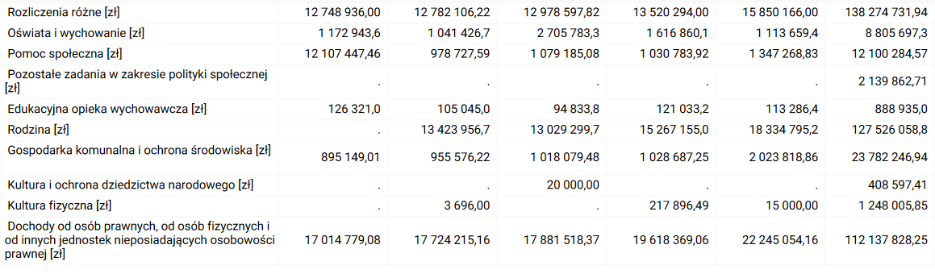 Rozliczenia różne [zł] 12 748 936,00 12 782 106,22 12 978 597,82 13 520 294,00 15 850 166,00 138 274 731,94
Oświata i wychowanie [zł] 1 172 943,6 1 041 426,7 2 705 783,3 1 616 860,1 1 113 659,4 8 805 697,3
Pomoc społeczna [zł] 12 107 447,46 978 727,59 1 079 185,08 1 030 783,92 1 347 268,83 12 100 284,57
Pozostałe zadania w zakresie polityki społecznej
[zł] . . . . . 2 139 862,71
Edukacyjna opieka wychowawcza [zł] 126 321,0 105 045,0 94 833,8 121 033,2 113 286,4 888 935,0
Rodzina [zł] . 13 423 956,7 13 029 299,7 15 267 155,0 18 334 795,2 127 526 058,8
Gospodarka komunalna i ochrona środowiska [zł] 895 149,01 955 576,22 1 018 079,48 1 028 687,25 2 023 818,86 23 782 246,94
Kultura i ochrona dziedzictwa narodowego [zł] . . 20 000,00 . . 408 597,41
Kultura fizyczna [zł] . 3 696,00 . 217 896,49 15 000,00 1 248 005,85
Dochody od osób prawnych, od osób fizycznych i
od innych jednostek nieposiadających osobowości 17 014 779,08 17 724 215,16 17 881 518,37 19 618 369,06 22 245 054,16 112 137 828,25
prawnej [zł]